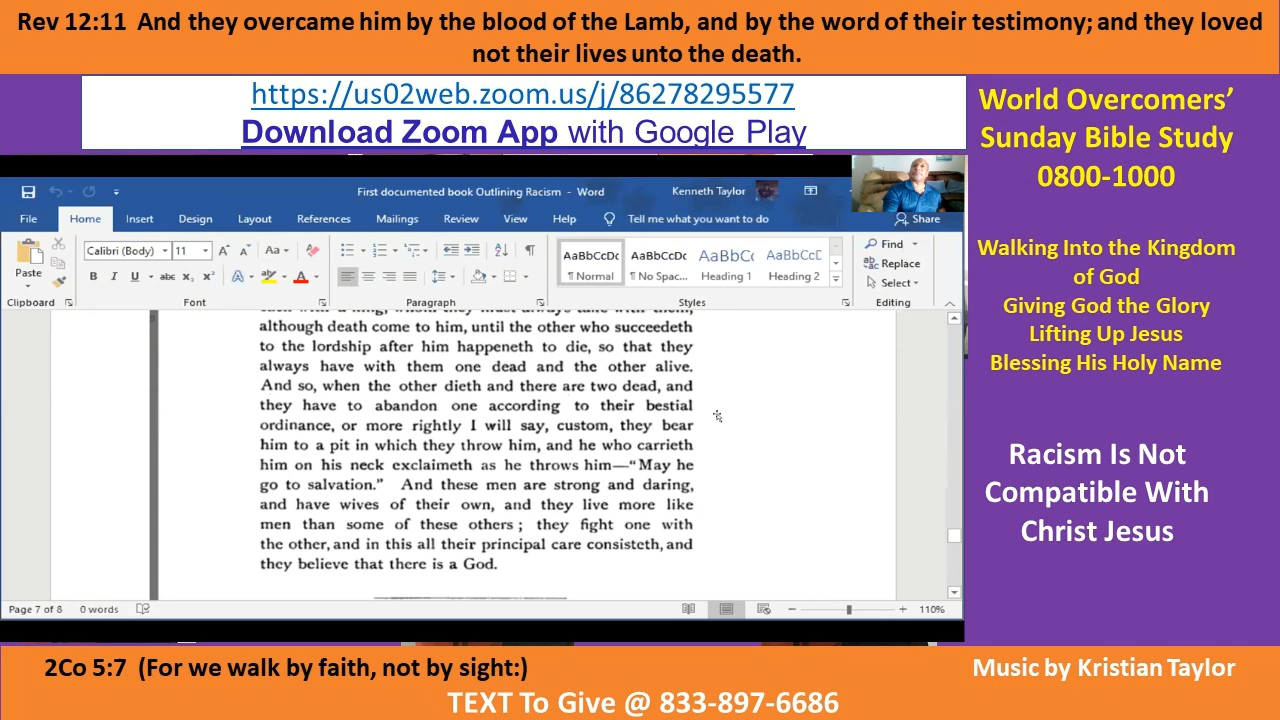 Rev 12:11 And they overcame him by the blood of the Lamb, and by the word of their testimony; and they loved
not their lives unto the death.
https://us02web.zoom.us/j/86278295577
Download Zoom App with Google Play
World Overcomers’
Sunday Bible Study
0800-1000
Walking Into the Kingdom
of God
Giving God the Glory
Lifting Up Jesus
Blessing His Holy Name
Racism Is Not
Compatible With
Christ Jesus
First documented book Outlining Racism - Word
Kenneth Taylor
File Home Insert Design Layout References Mailings Review View Help Tell me what you want to do Share
Calibri (Body) 11 A A Aa
B I U abc x₂ x² A A
Paste
AaBbCcDc AaBbCcDc AaBbCc AaBbCcD
¶ Normal ¶ No Spac... Heading 1 Heading 2
Find
Replace
Select
Clipboard Font Paragraph Styles Editing
although death come to him, until the other who succeedeth
to the lordship after him happeneth to die, so that they
always have with them one dead and the other alive.
And so, when the other dieth and there are two dead, and
they have to abandon one according to their bestial
ordinance, or more rightly I will say, custom, they bear
him to a pit in which they throw him, and he who carrieth
him on his neck exclaimeth as he throws him—“May he
go to salvation.” And these men are strong and daring,
and have wives of their own, and they live more like
men than some of these others ; they fight one with
the other, and in this all their principal care consisteth, and
they believe that there is a God.
Page 7 of 8 0 words 110%
2Co 5:7 (For we walk by faith, not by sight:)
Music by Kristian Taylor
TEXT To Give @ 833-897-6686